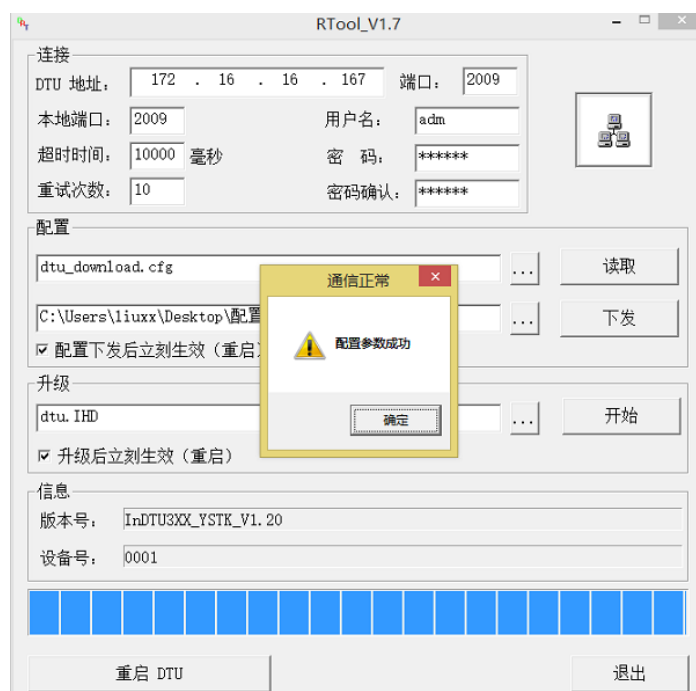 RTool_V1.7
连接
DTU 地址： 172 . 16 . 16 . 167 端口： 2009
本地端口： 2009 用户名： adm
超时时间： 10000 毫秒 密 码： ******
重试次数： 10 密码确认： ******
配置
dtu_download.cfg ... 读取
C:\Users\liuxx\Desktop\配置 ... 下发
配置下发后立刻生效（重启）
通信正常
配置参数成功
确定
升级
dtu.IHD ... 开始
升级后立刻生效（重启）
信息
版本号： InDTU3XX_YSTK_V1.20
设备号： 0001
重启 DTU 退出